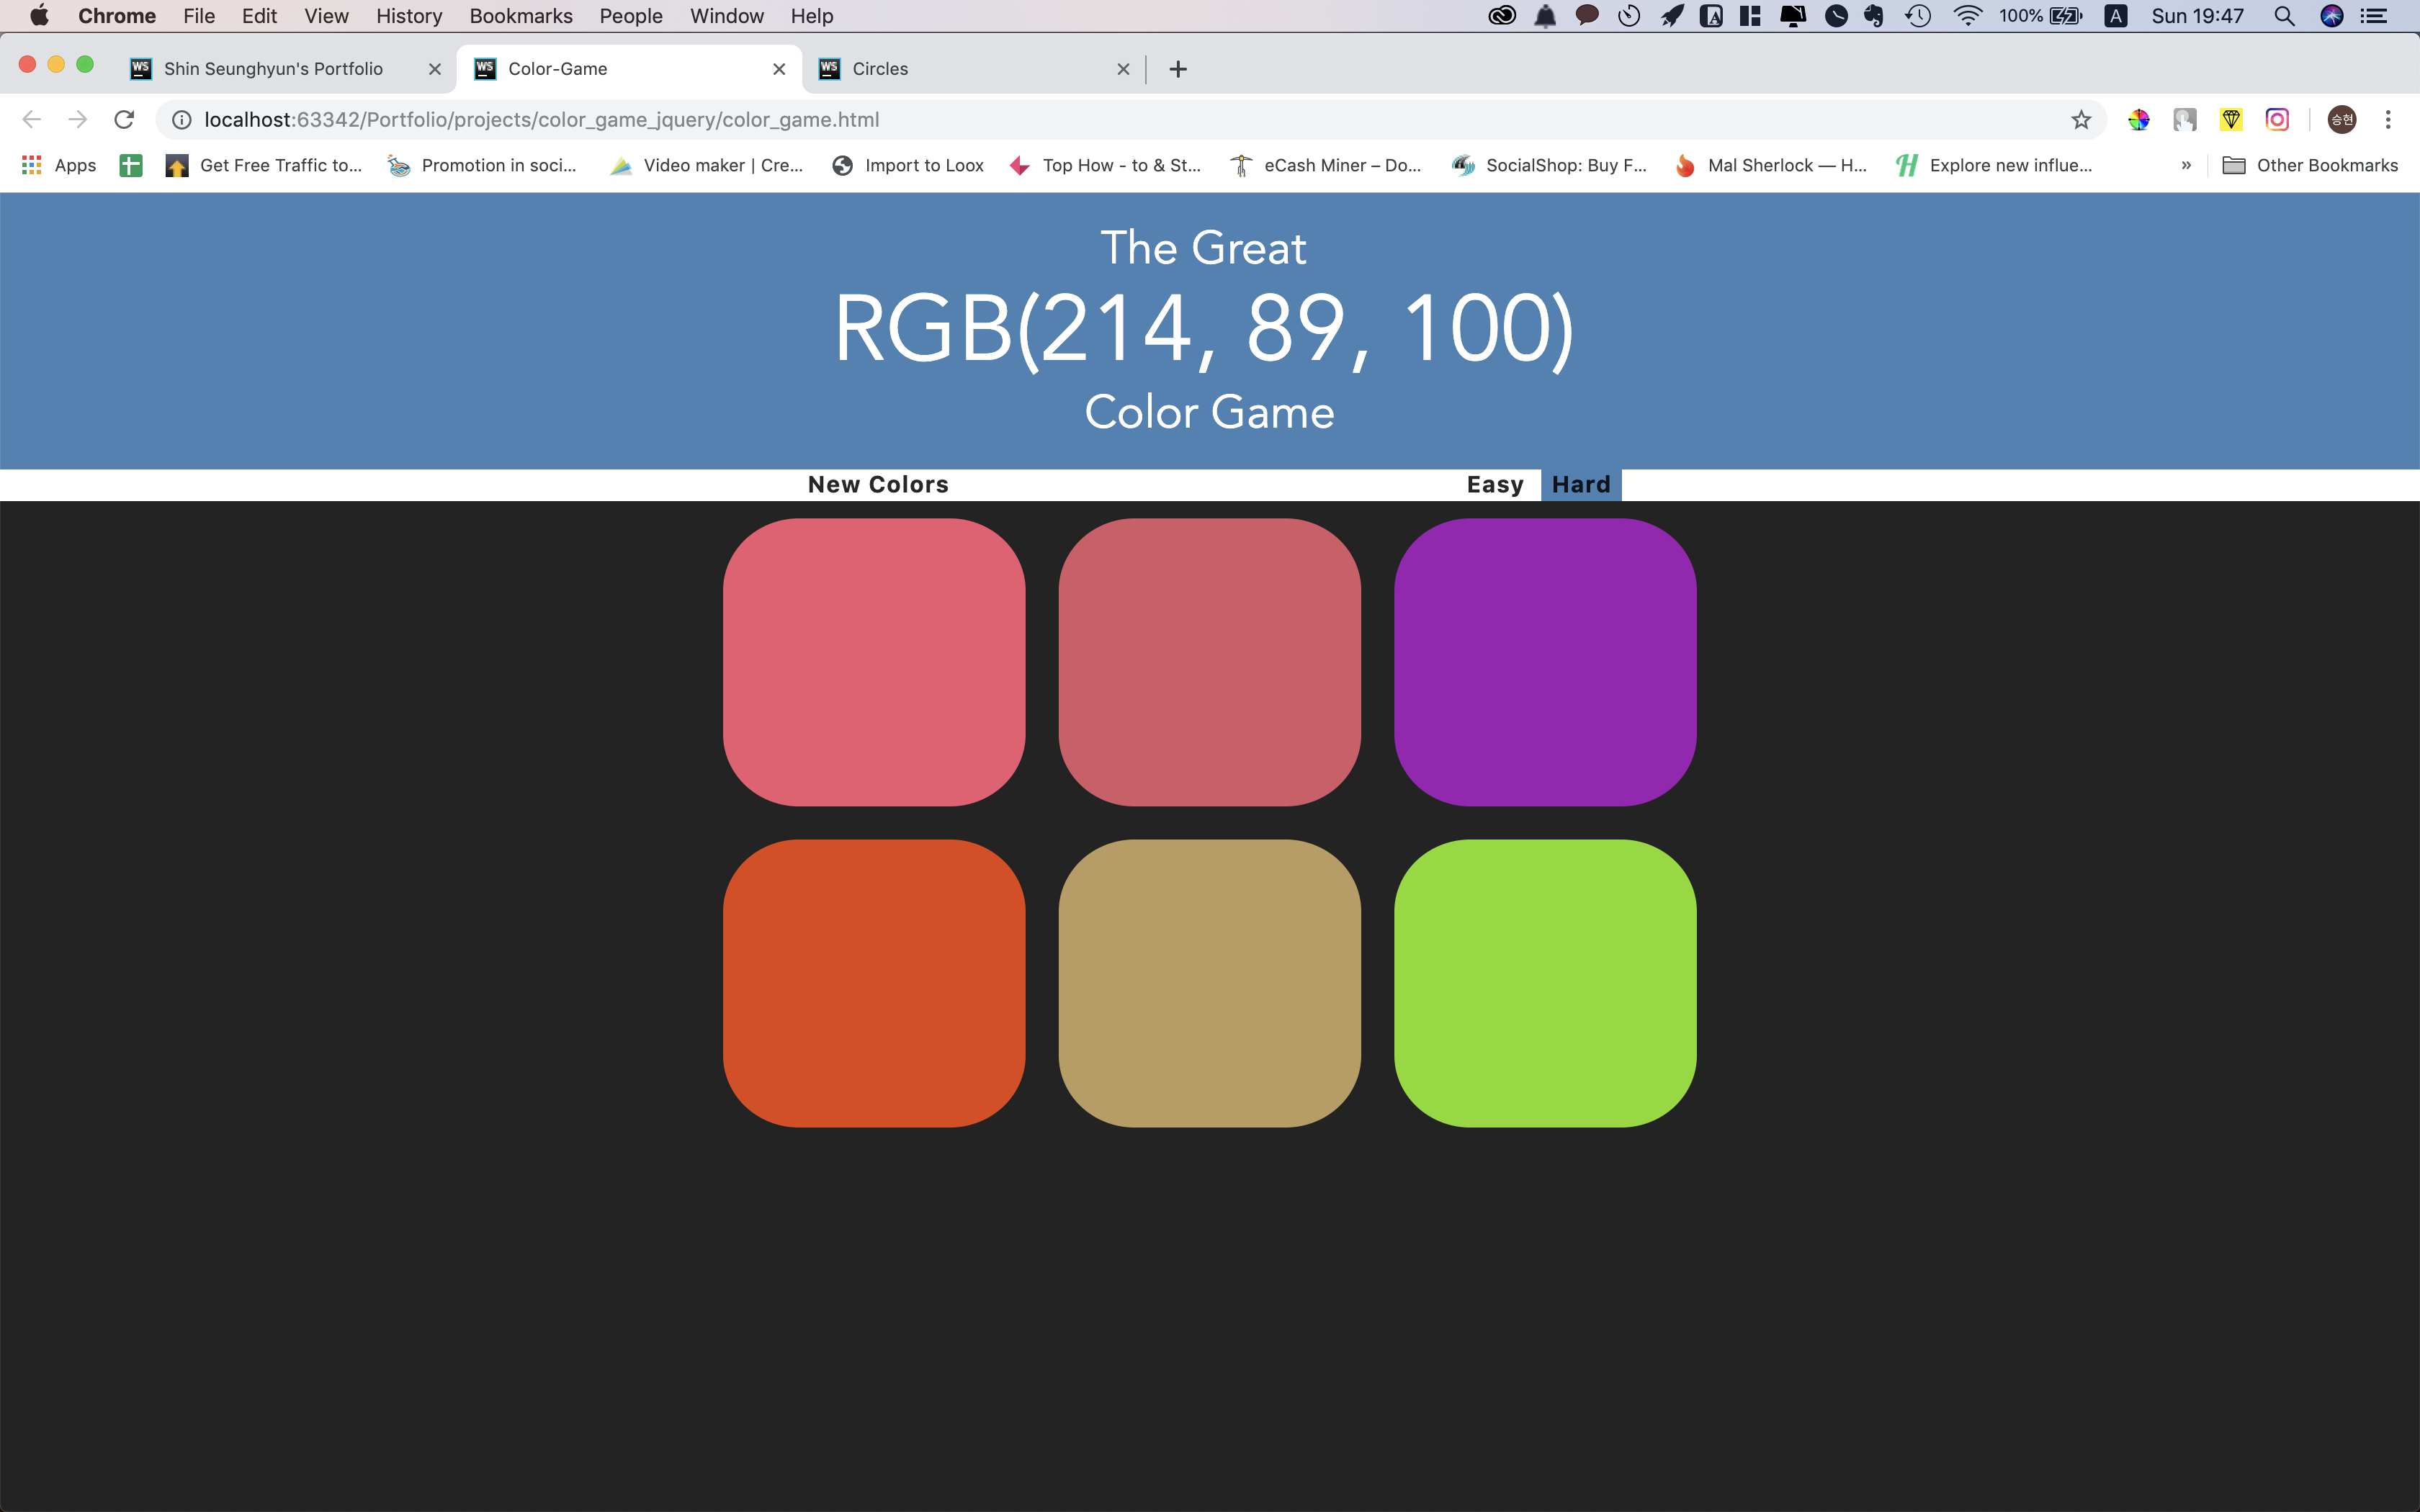 Chrome File Edit View History Bookmarks People Window Help 100% A Sun 19:47
WS Shin Seunghyun's Portfolio WS Color-Game WS Circles
localhost:63342/Portfolio/projects/color_game_jquery/color_game.html 승현
Apps Get Free Traffic to... Promotion in soci... Video maker | Cre... Import to Loox Top How - to & St... eCash Miner – Do... SocialShop: Buy F... Mal Sherlock — H... Explore new influe... » Other Bookmarks
The Great
RGB(214, 89, 100)
Color Game
New Colors Easy Hard